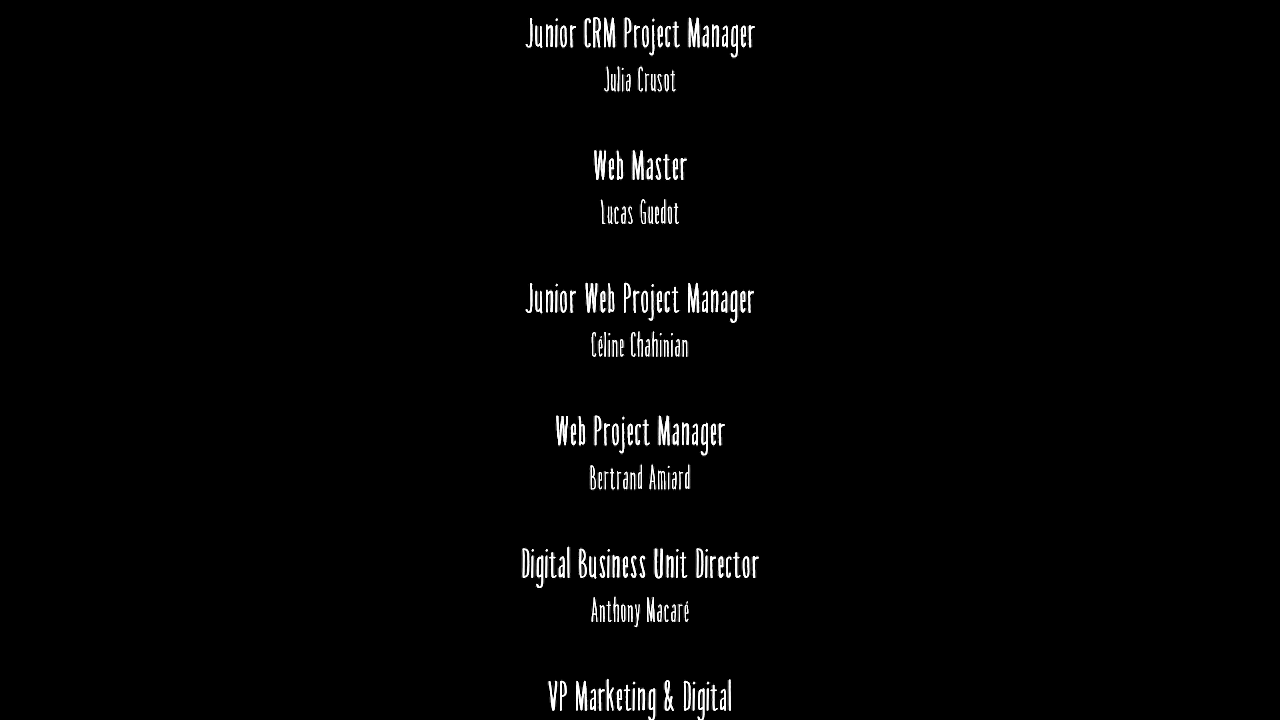 Junior CRM Project Manager
Julia Crusot
Web Master
Lucas Guedot
Junior Web Project Manager
Céline Chahinian
Web Project Manager
Bertrand Amiard
Digital Business Unit Director
Anthony Macaré
VP Marketing & Digital